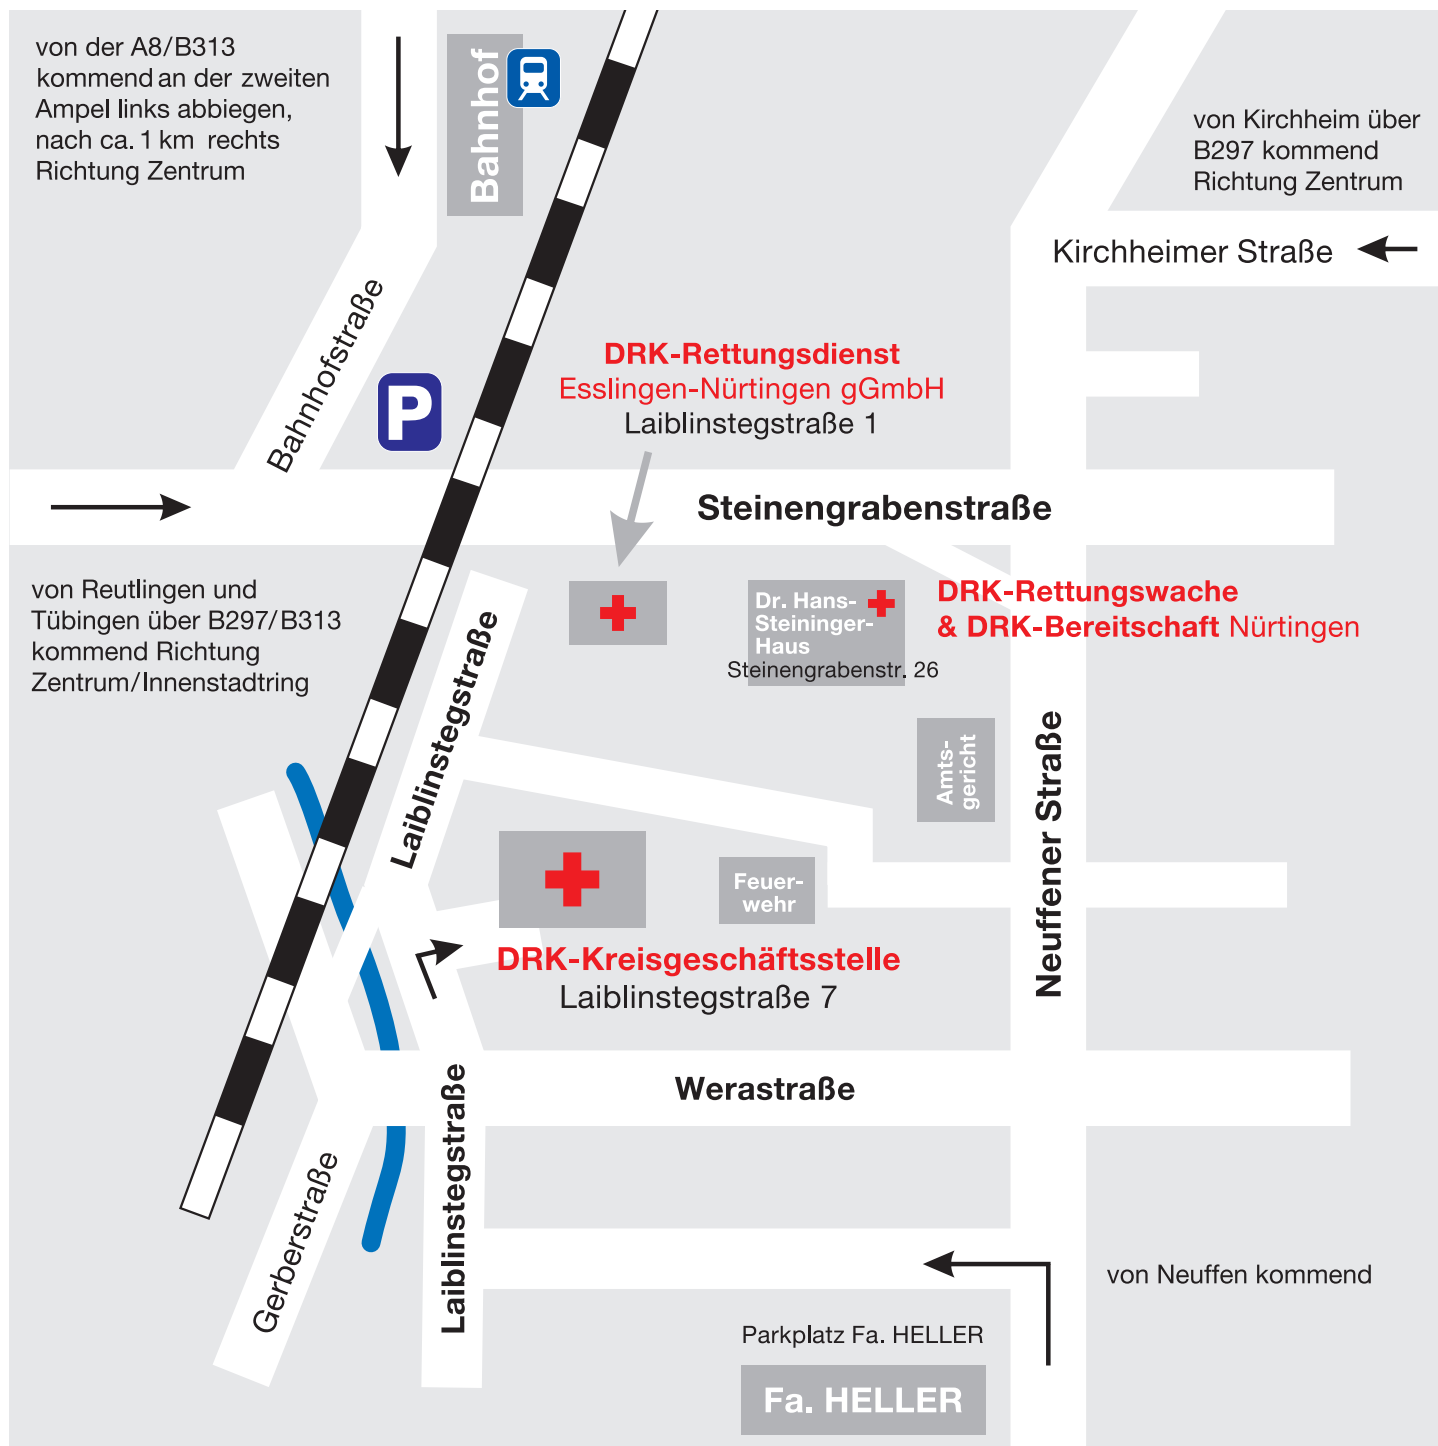 von der A8/B313
kommend an der zweiten
Ampel links abbiegen,
nach ca. 1 km rechts
Richtung Zentrum
Bahnhof
von Kirchheim über
B297 kommend
Richtung Zentrum
Kirchheimer Straße
Bahnhofstraße
P
DRK-Rettungsdienst
Esslingen-Nürtingen gGmbH
Laiblinstegstraße 1
Steinengrabenstraße
von Reutlingen und
Tübingen über B297/B313
kommend Richtung
Zentrum/Innenstadtring
Laiblinstegstraße
Dr. Hans-
Steininger-
Haus
Steinengrabenstr. 26
DRK-Rettungswache
& DRK-Bereitschaft Nürtingen
Amts-
gericht
Neuffener Straße
Feuer-
wehr
DRK-Kreisgeschäftsstelle
Laiblinstegstraße 7
Werastraße
Laiblinstegstraße
Gerberstraße
von Neuffen kommend
Parkplatz Fa. HELLER
Fa. HELLER